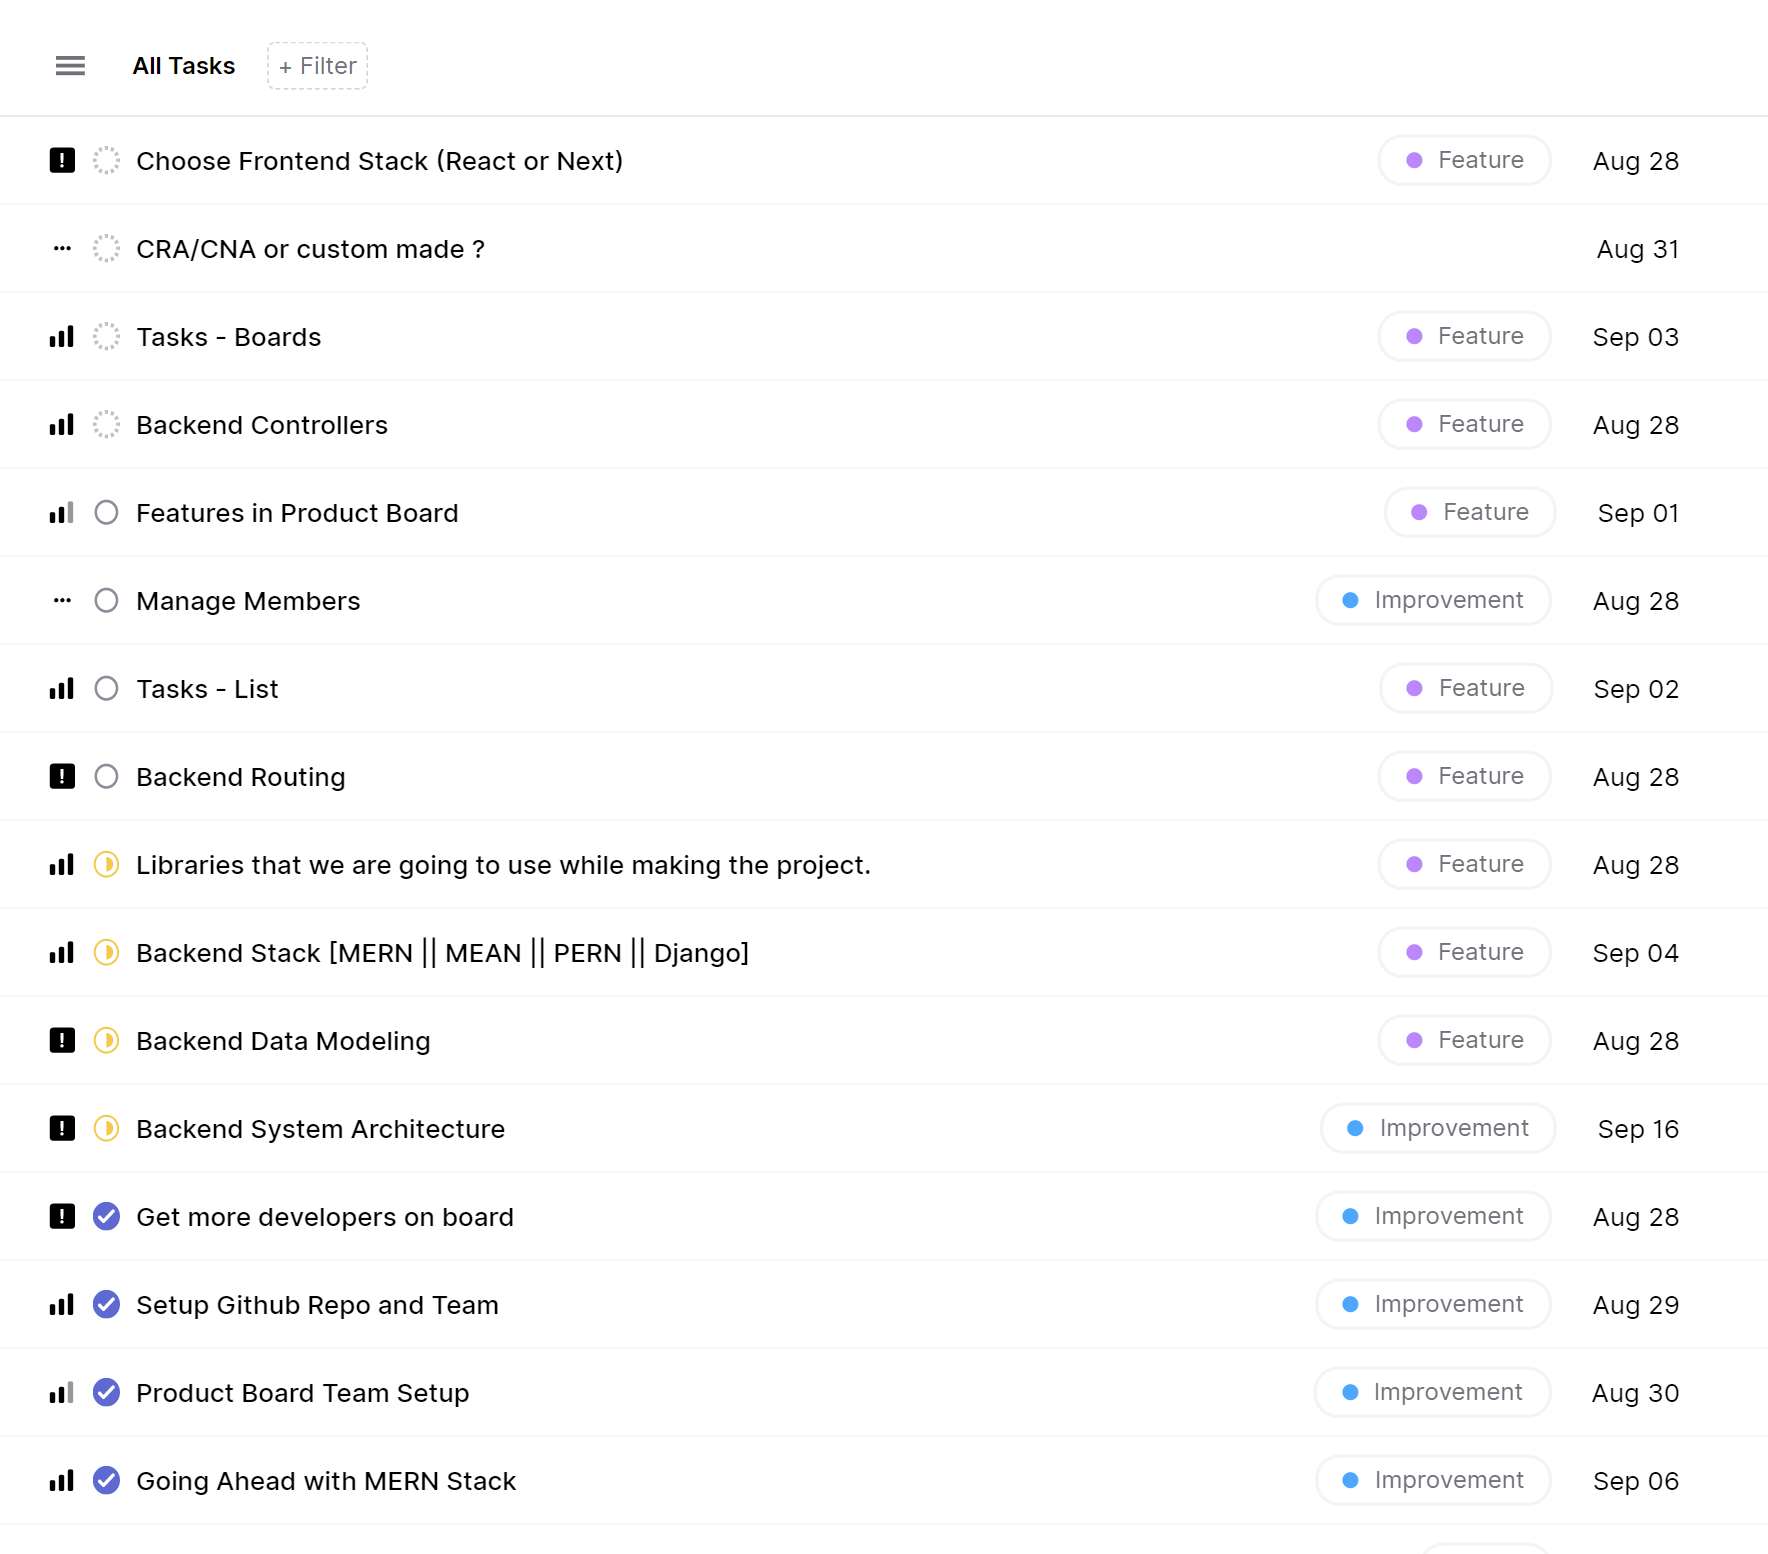 All Tasks + Filter
! Choose Frontend Stack (React or Next) Feature Aug 28
CRA/CNA or custom made ? Aug 31
Tasks - Boards Feature Sep 03
Backend Controllers Feature Aug 28
Features in Product Board Feature Sep 01
Manage Members Improvement Aug 28
Tasks - List Feature Sep 02
! Backend Routing Feature Aug 28
Libraries that we are going to use while making the project. Feature Aug 28
Backend Stack [MERN || MEAN || PERN || Django] Feature Sep 04
! Backend Data Modeling Feature Aug 28
! Backend System Architecture Improvement Sep 16
! Get more developers on board Improvement Aug 28
Setup Github Repo and Team Improvement Aug 29
Product Board Team Setup Improvement Aug 30
Going Ahead with MERN Stack Improvement Sep 06